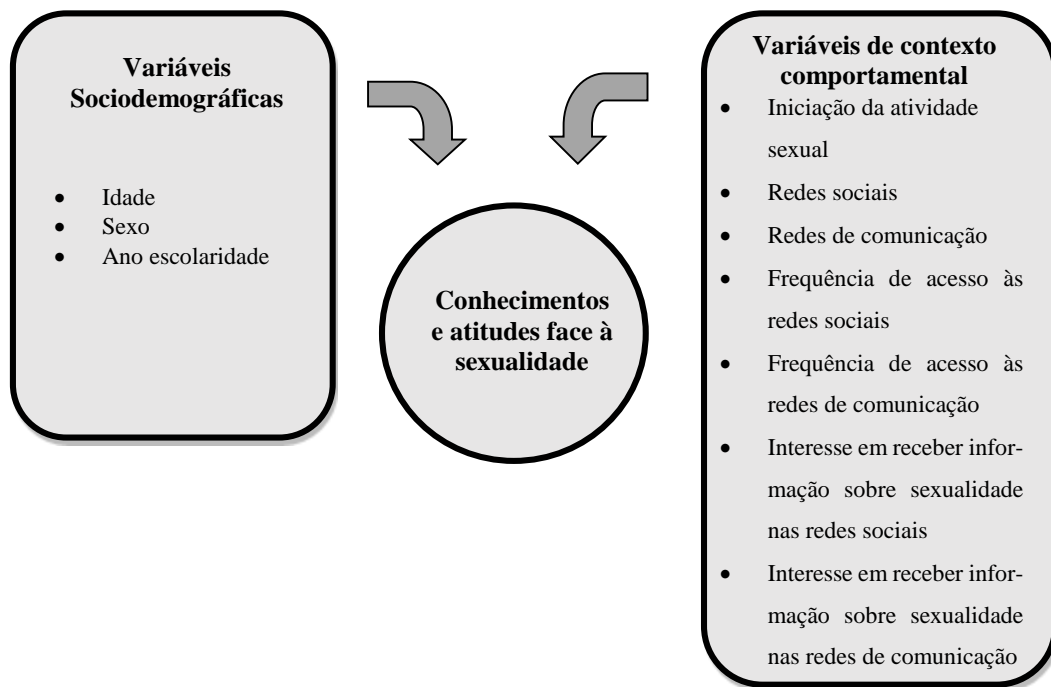 Variáveis
Sociodemográficas
• Idade
• Sexo
• Ano escolaridade
Conhecimentos
e atitudes face à
sexualidade
Variáveis de contexto
comportamental
• Iniciação da atividade
sexual
• Redes sociais
• Redes de comunicação
• Frequência de acesso às
redes sociais
• Frequência de acesso às
redes de comunicação
• Interesse em receber infor-
mação sobre sexualidade
nas redes sociais
• Interesse em receber infor-
mação sobre sexualidade
nas redes de comunicação